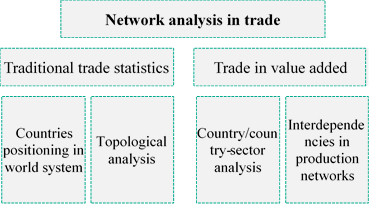 Network analysis in trade
Traditional trade statistics
Trade in value added
Countries
positioning in
world system
Topological
analysis
Country/coun
try-sector
analysis
Interdepende
ncies in
production
networks